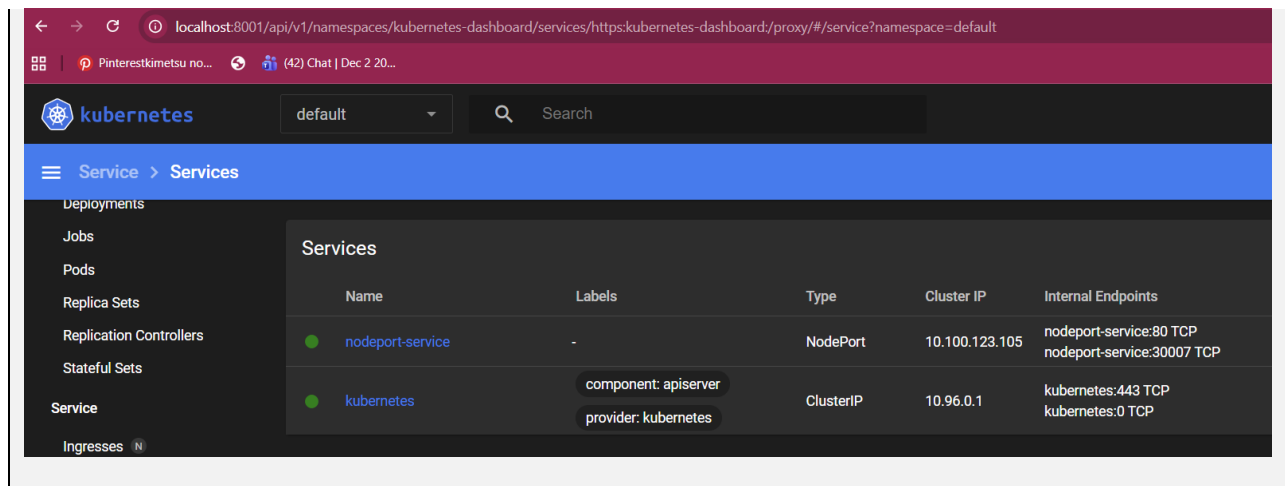 localhost:8001/api/v1/namespaces/kubernetes-dashboard/services/https:kubernetes-dashboard:/proxy/#/service?namespace=default
Pinterestkimetsu no... (42) Chat | Dec 2 20...
kubernetes default Search
Service > Services
Deployments
Jobs
Pods
Replica Sets
Replication Controllers
Stateful Sets
Service
Ingresses N
Services
Name Labels Type Cluster IP Internal Endpoints
nodeport-service - NodePort 10.100.123.105 nodeport-service:80 TCP
nodeport-service:30007 TCP
kubernetes component: apiserver ClusterIP 10.96.0.1 kubernetes:443 TCP
provider: kubernetes kubernetes:0 TCP